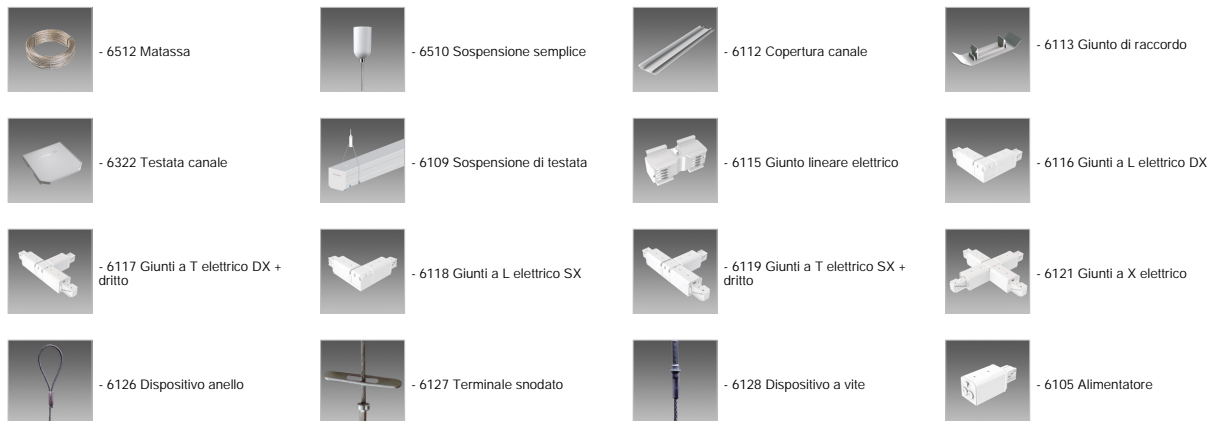 - 6512 Matassa
- 6510 Sospensione semplice
- 6112 Copertura canale
- 6113 Giunto di raccordo
- 6322 Testata canale
- 6109 Sospensione di testata
- 6115 Giunto lineare elettrico
- 6116 Giunti a L elettrico DX
- 6117 Giunti a T elettrico DX +
dritto
- 6118 Giunti a L elettrico SX
- 6119 Giunti a T elettrico SX +
dritto
- 6121 Giunti a X elettrico
- 6126 Dispositivo anello
- 6127 Terminale snodato
- 6128 Dispositivo a vite
- 6105 Alimentatore